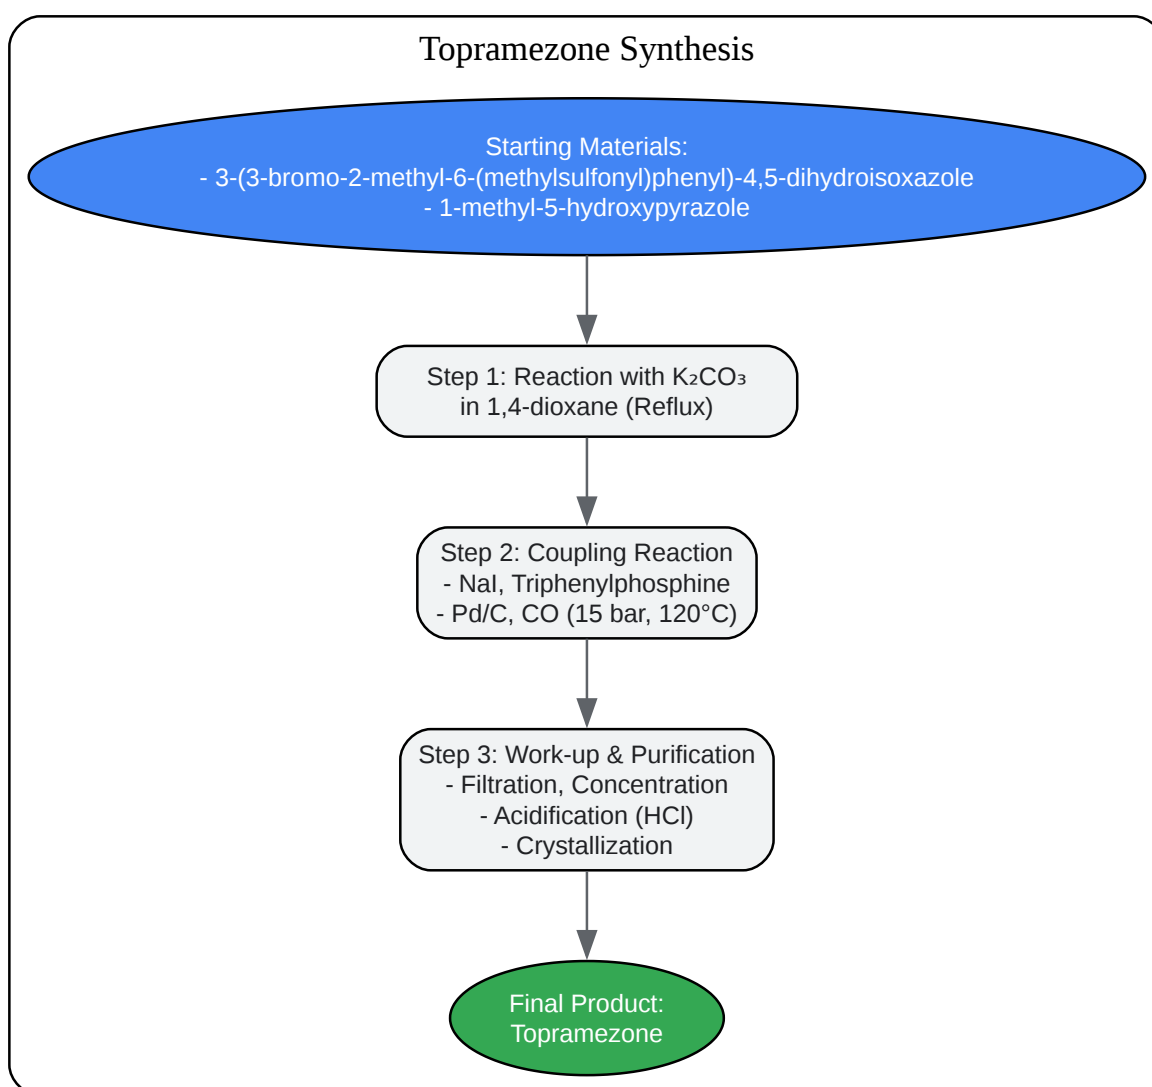 Topramezone Synthesis
Starting Materials:
- 3-(3-bromo-2-methyl-6-(methylsulfonyl)phenyl)-4,5-dihydroisoxazole
- 1-methyl-5-hydroxypyrazole
Step 1: Reaction with K₂CO₃
in 1,4-dioxane (Reflux)
Step 2: Coupling Reaction
- NaI, Triphenylphosphine
- Pd/C, CO (15 bar, 120°C)
Step 3: Work-up & Purification
- Filtration, Concentration
- Acidification (HCl)
- Crystallization
Final Product:
Topramezone